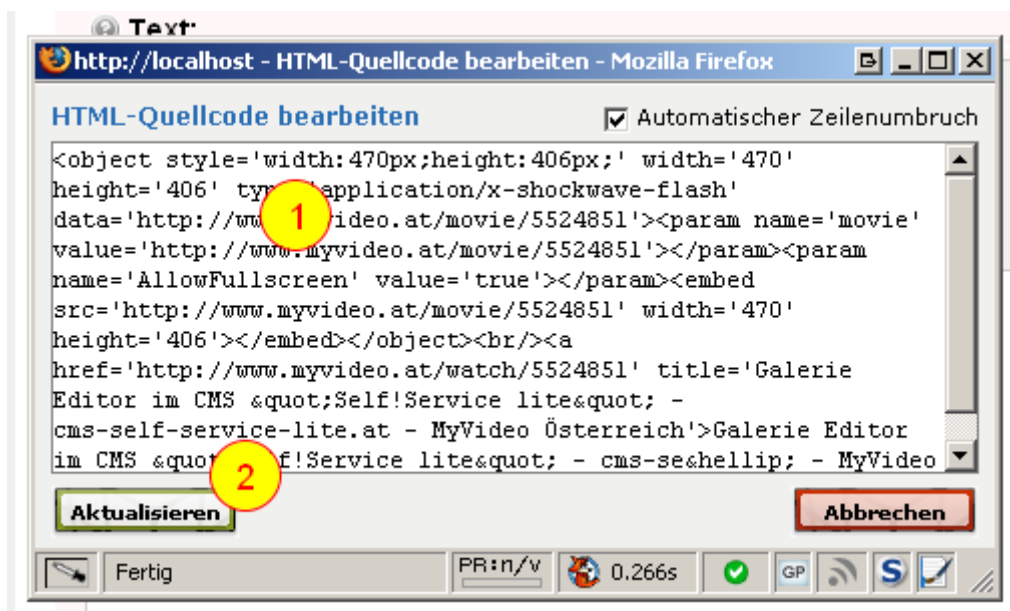 Text:
http://localhost - HTML-Quellcode bearbeiten - Mozilla Firefox
HTML-Quellcode bearbeiten
Automatischer Zeilenumbruch
<object style='width:470px;height:406px;' width='470'
height='406' 'application/x-shockwave-flash'
data='http://ww 1 video.at/movie/5524851'><param name='movie'
value='http://www.myvideo.at/movie/5524851'></param><param
name='AllowFullscreen' value='true'></param><embed
src='http://www.myvideo.at/movie/5524851' width='470'
height='406'></embed></object><br/><a
href='http://www.myvideo.at/watch/5524851' title='Galerie
Editor im CMS &quot;Self!Service lite&quot; -
cms-self-service-lite.at - MyVideo Österreich'>Galerie Editor
im CMS &quot 2 f!Service lite&quot; - cms-se&hellip; - MyVideo
Aktualisieren
Abbrechen
Fertig
PR:n/v
0.266s
GP
S